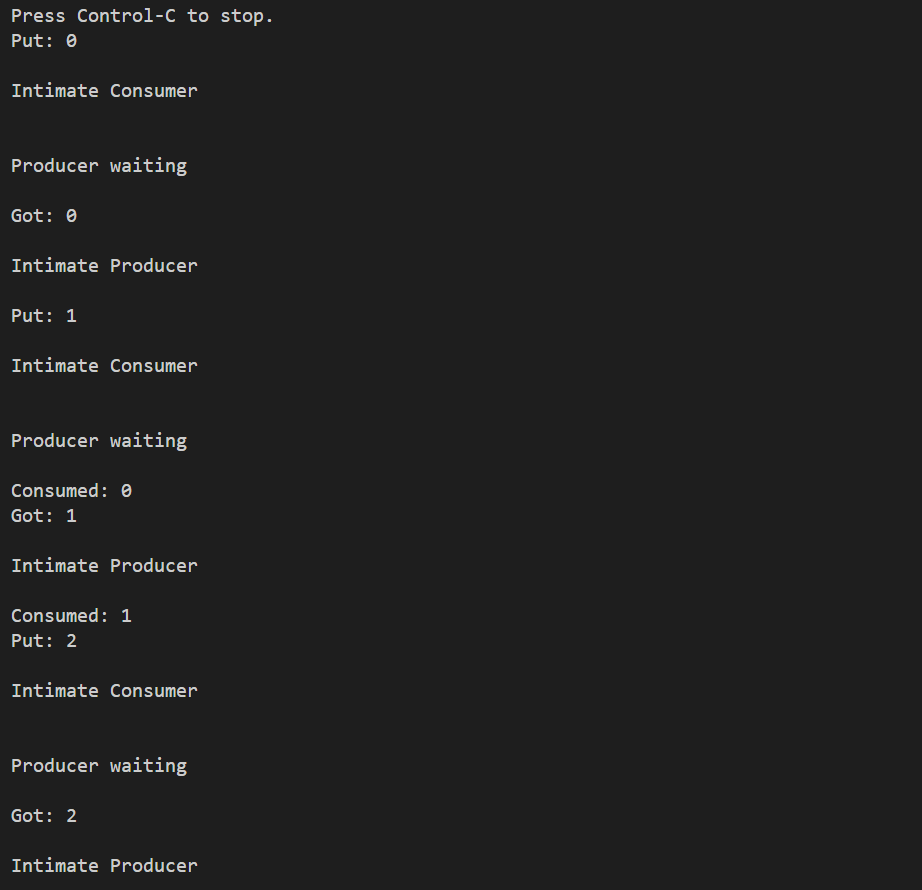 Press Control-C to stop.
Put: 0
Intimate Consumer
Producer waiting
Got: 0
Intimate Producer
Put: 1
Intimate Consumer
Producer waiting
Consumed: 0
Got: 1
Intimate Producer
Consumed: 1
Put: 2
Intimate Consumer
Producer waiting
Got: 2
Intimate Producer